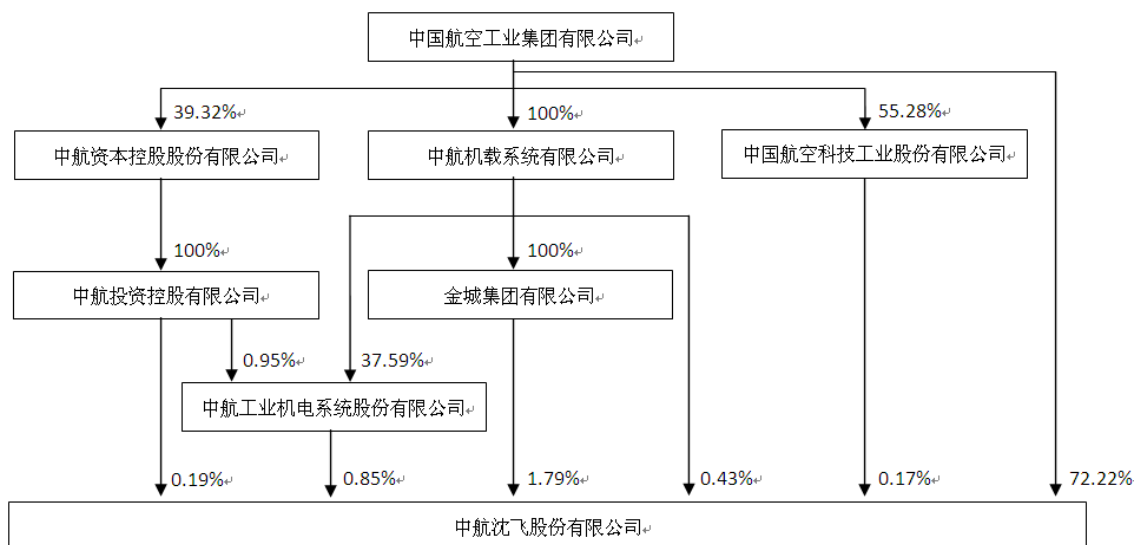 中国航空工业集团有限公司
39.32%
100%
55.28%
中航资本控股股份有限公司
中航机载系统有限公司
中国航空科技工业股份有限公司
100%
100%
中航投资控股有限公司
金城集团有限公司
0.95%
37.59%
中航工业机电系统股份有限公司
0.19%
0.85%
1.79%
0.43%
0.17%
72.22%
中航沈飞股份有限公司